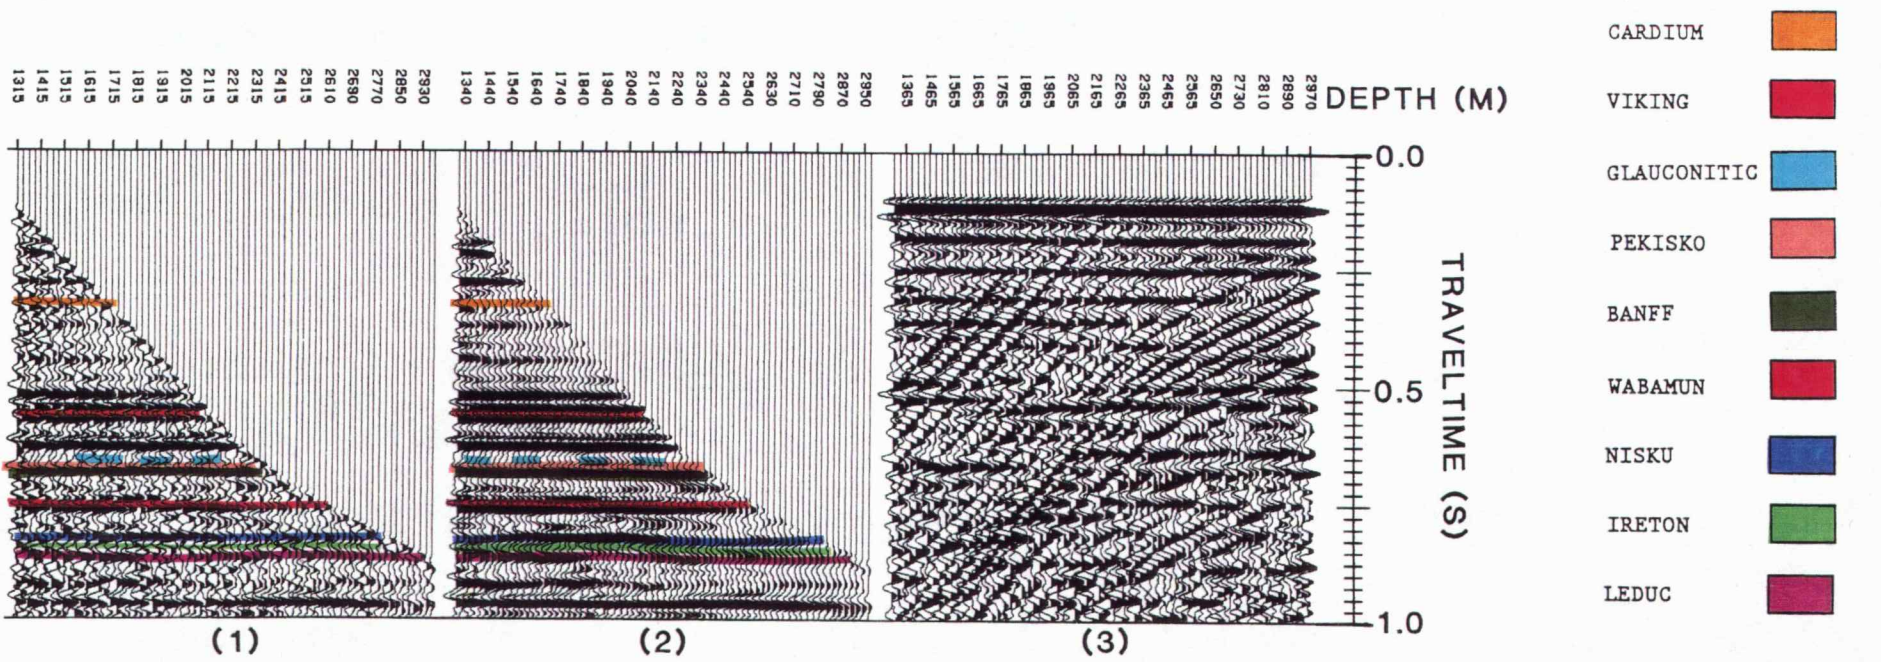 1315 1415 1515 1615 1715 1815 1915 2015 2115 2215 2315 2415 2515 2610 2690 2770 2850 2930
1340 1440 1540 1640 1740 1840 1940 2040 2140 2240 2340 2440 2540 2630 2710 2790 2870 2950
1365 1465 1565 1665 1765 1865 1965 2065 2165 2265 2365 2465 2565 2650 2730 2810 2890 2970
DEPTH (M)
0.0
0.5
1.0
TRAVELTIME (S)
(1)
(2)
(3)
CARDIUM
VIKING
GLAUCONITIC
PEKISKO
BANFF
WABAMUN
NISKU
IRETON
LEDUC